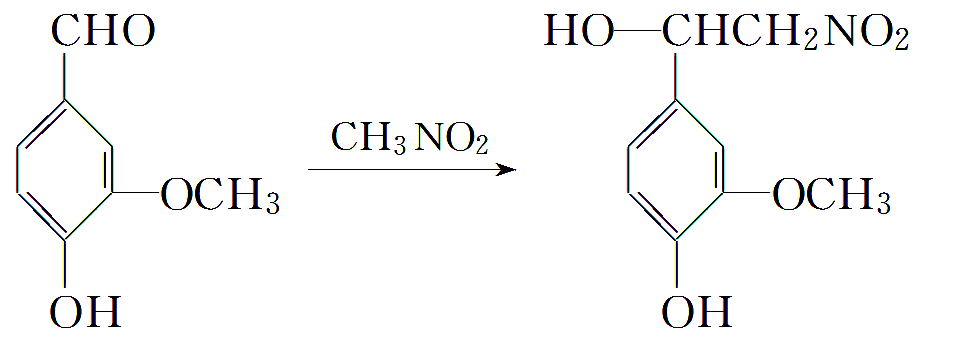 CHO
HO—CHCH₂NO₂
CH₃NO₂
OCH₃
OCH₃
OH
OH